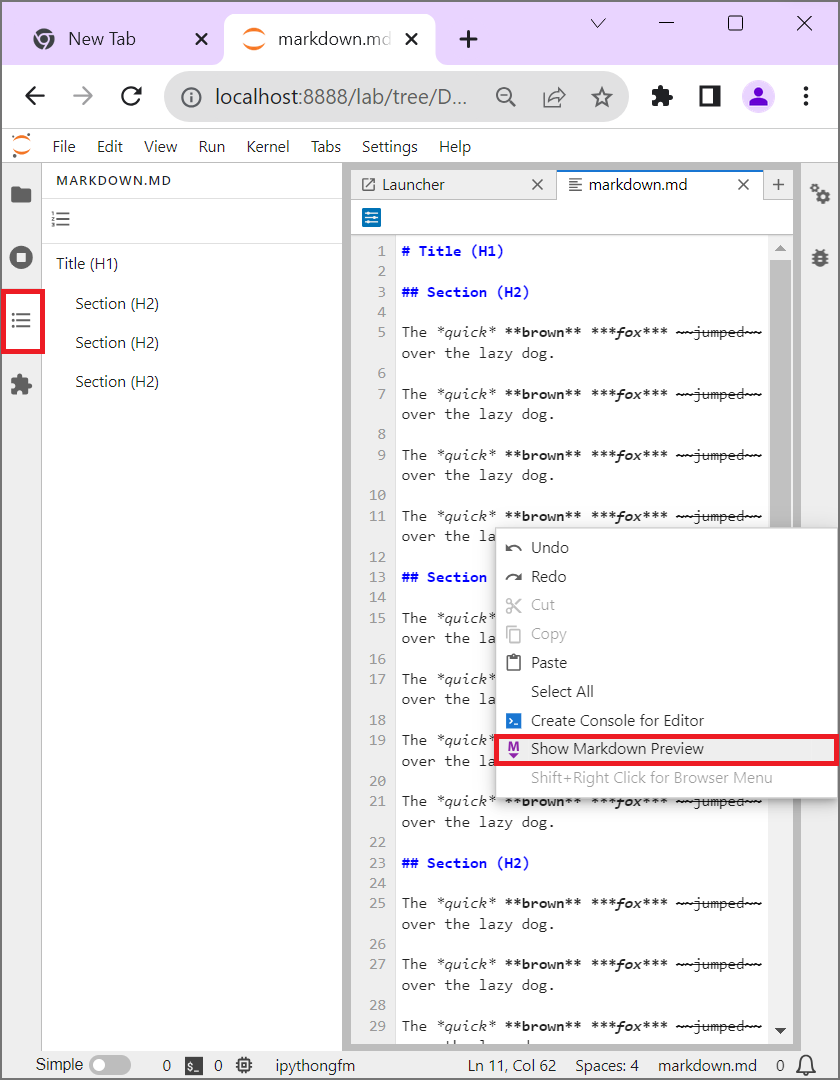 New Tab
markdown.md
localhost:8888/lab/tree/D...
File Edit View Run Kernel Tabs Settings Help
MARKDOWN.MD
Title (H1)
Section (H2)
Section (H2)
Section (H2)
Launcher
markdown.md
1 # Title (H1)
2
3 ## Section (H2)
4
5 The *quick* **brown** ***fox*** ~~jumped~~
over the lazy dog.
6
7 The *quick* **brown** ***fox*** ~~jumped~~
over the lazy dog.
8
9 The *quick* **brown** ***fox*** ~~jumped~~
over the lazy dog.
10
11 The *quick* **brown** ***fox*** ~~jumped~~
over the la
12
13 ## Section
14
15 The *quick*
over the la
16
17 The *quick*
over the la
18
19 The *quick*
over the la
20
21 The *quick* **brown** ***fox*** ~~jumped~~
over the lazy dog.
22
23 ## Section (H2)
24
25 The *quick* **brown** ***fox*** ~~jumped~~
over the lazy dog.
26
27 The *quick* **brown** ***fox*** ~~jumped~~
over the lazy dog.
28
29 The *quick* **brown** ***fox*** ~~jumped~~
Undo
Redo
Cut
Copy
Paste
Select All
Create Console for Editor
Show Markdown Preview
Shift+Right Click for Browser Menu
Simple 0 $_ 0 ipythongfm Ln 11, Col 62 Spaces: 4 markdown.md 0